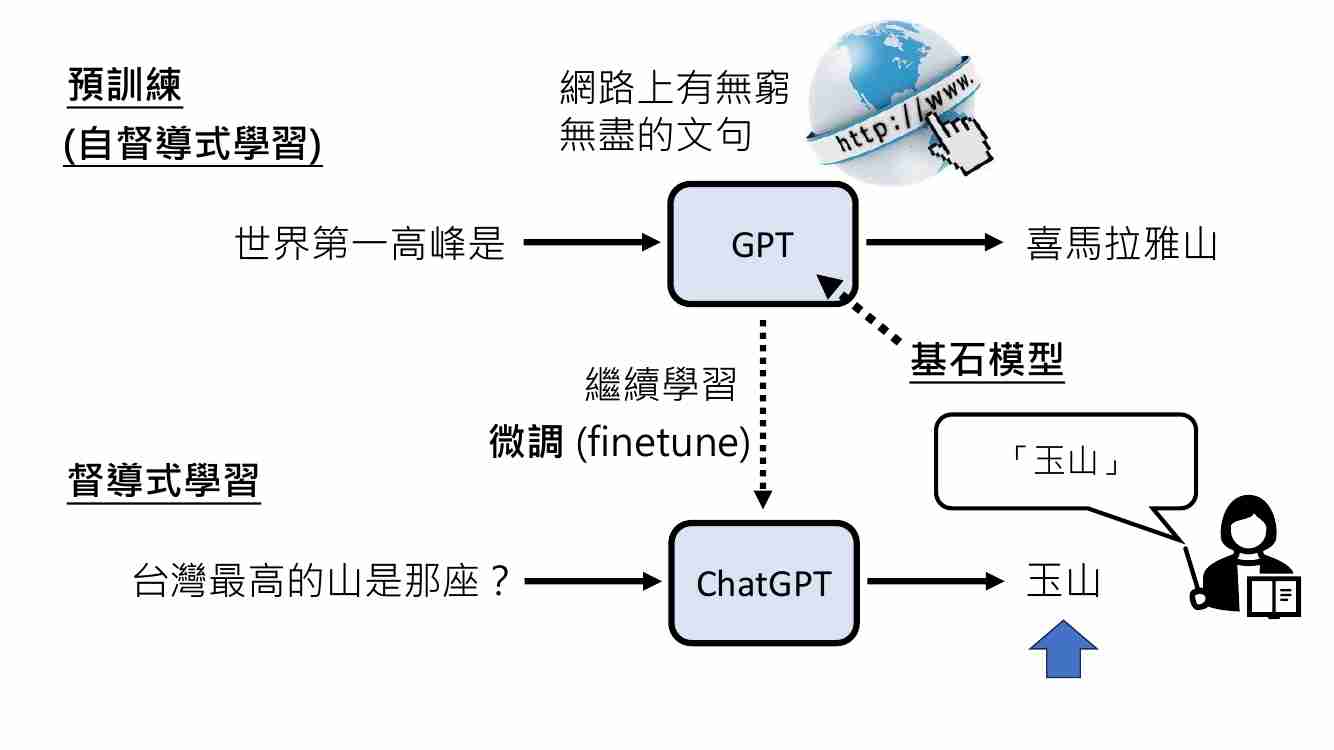 預訓練
(自督導式學習)
網路上有無窮
無盡的文句
http://www.
世界第一高峰是
GPT
喜馬拉雅山
基石模型
繼續學習
微調 (finetune)
督導式學習
「玉山」
台灣最高的山是那座？
ChatGPT
玉山